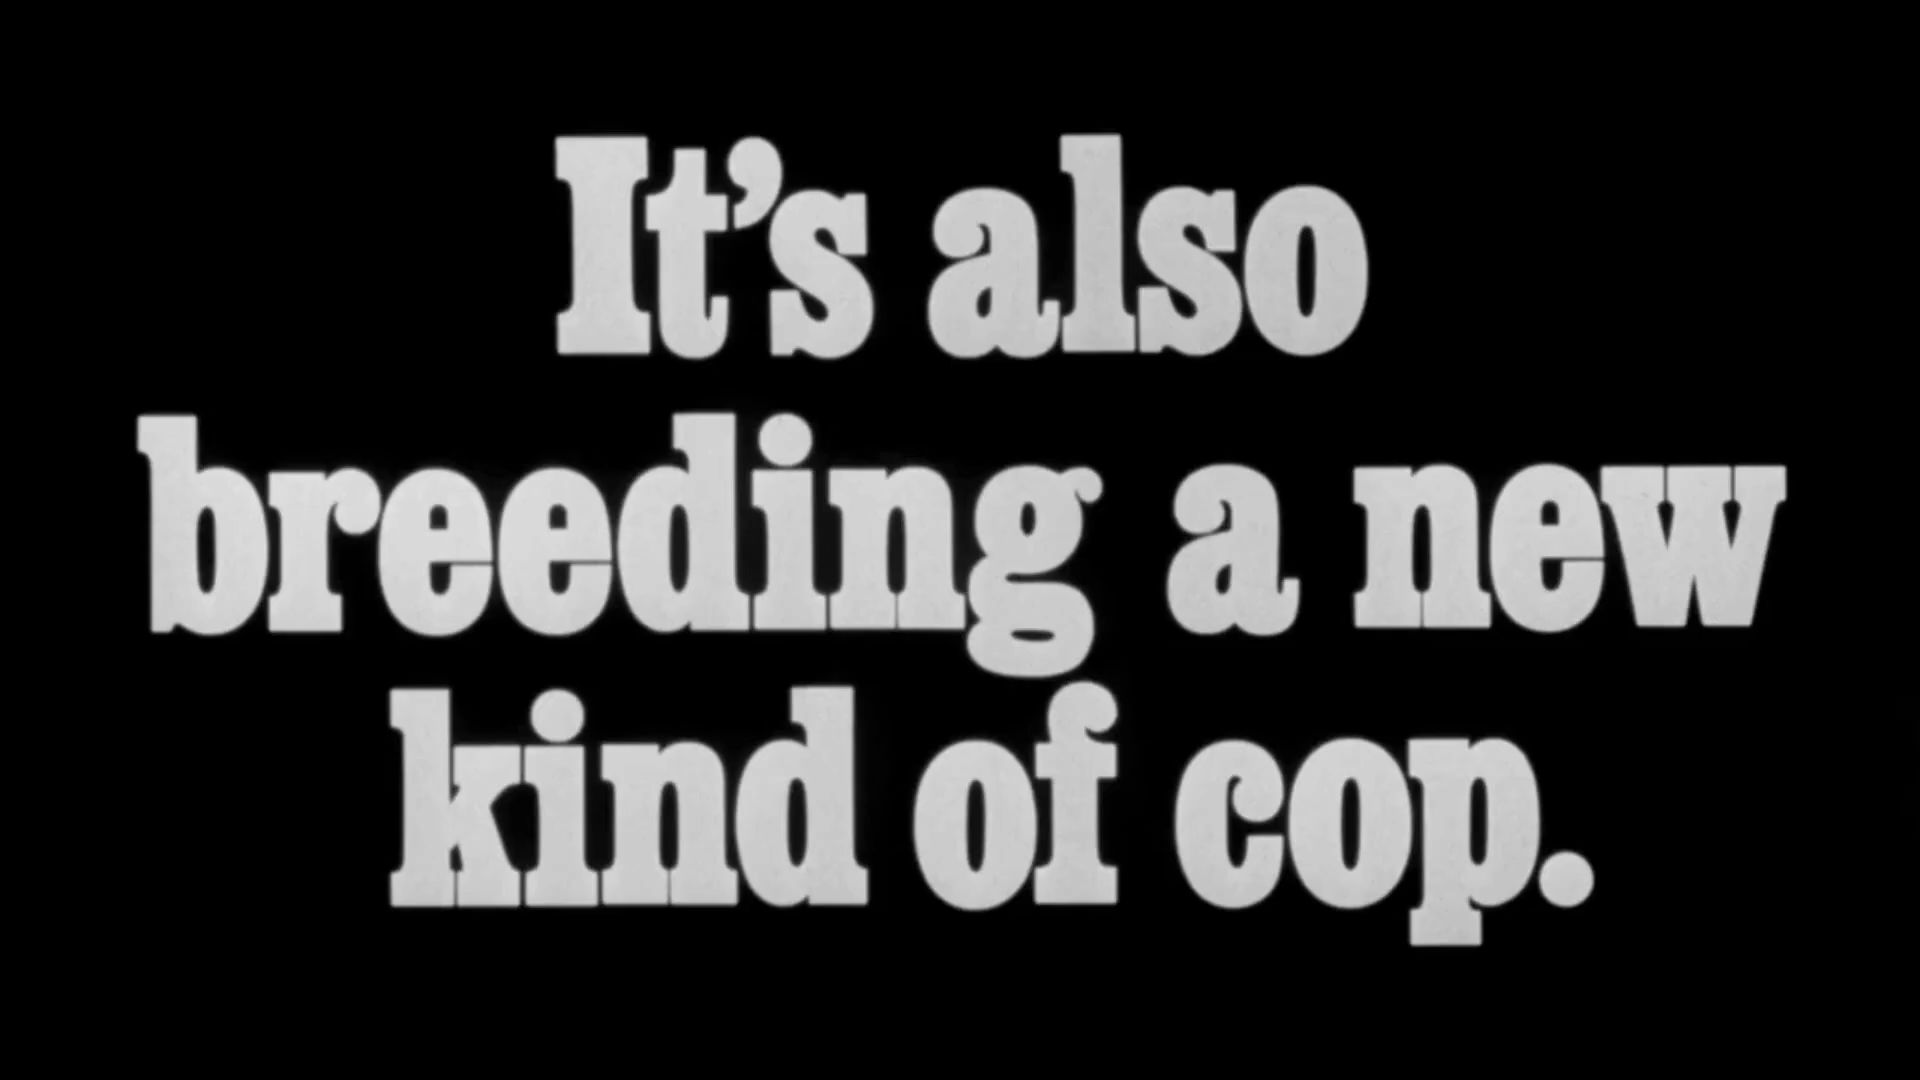 It’s also
breeding a new
kind of cop.